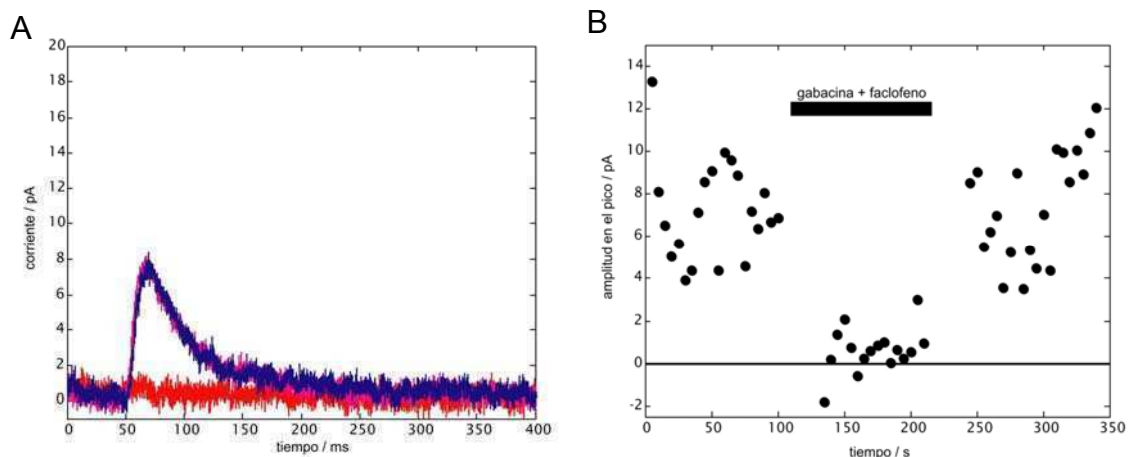 A
20
18
16
14
12
10
8
6
4
2
0
corriente / pA
0 50 100 150 200 250 300 350 400
tiempo / ms
B
14
12
10
8
6
4
2
0
-2
amplitud en el pico / pA
gabacina + faclofeno
0 50 100 150 200 250 300 350
tiempo / s